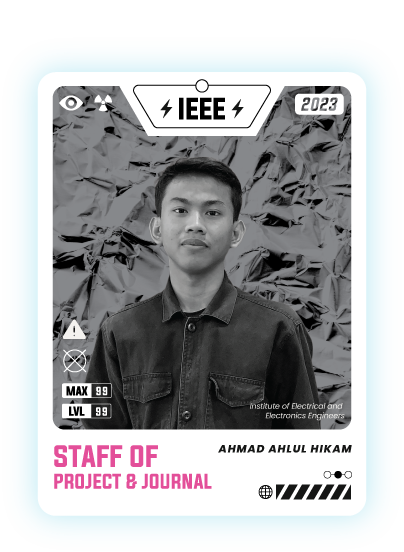 IEEE
2023
MAX 99
LVL 99
Institute of Electrical and
Electronics Engineers
STAFF OF
PROJECT & JOURNAL
AHMAD AHLUL HIKAM